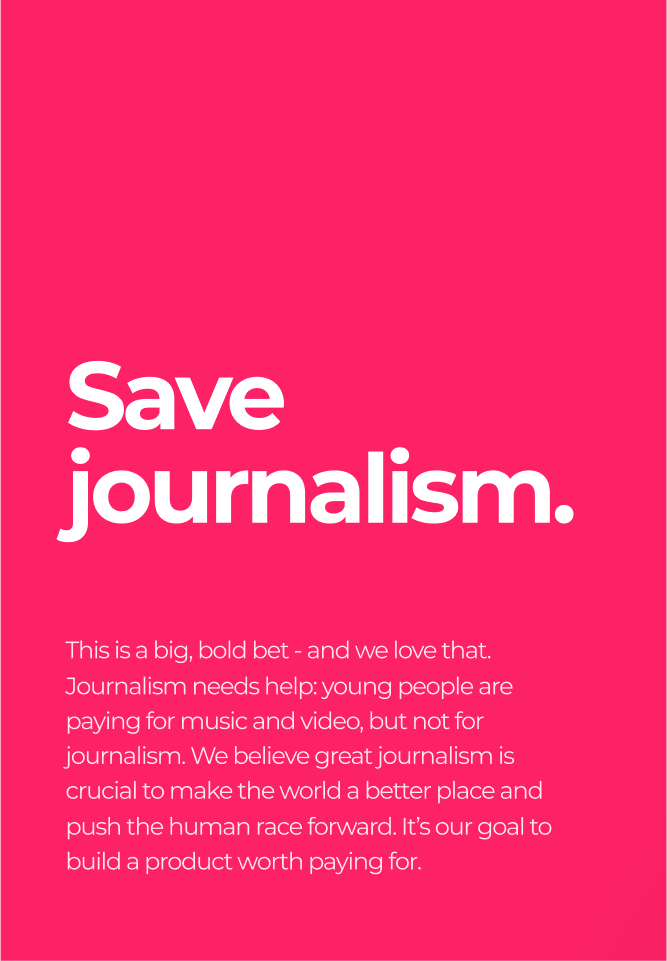 Save
journalism.
This is a big, bold bet - and we love that.
Journalism needs help: young people are
paying for music and video, but not for
journalism. We believe great journalism is
crucial to make the world a better place and
push the human race forward. It’s our goal to
build a product worth paying for.